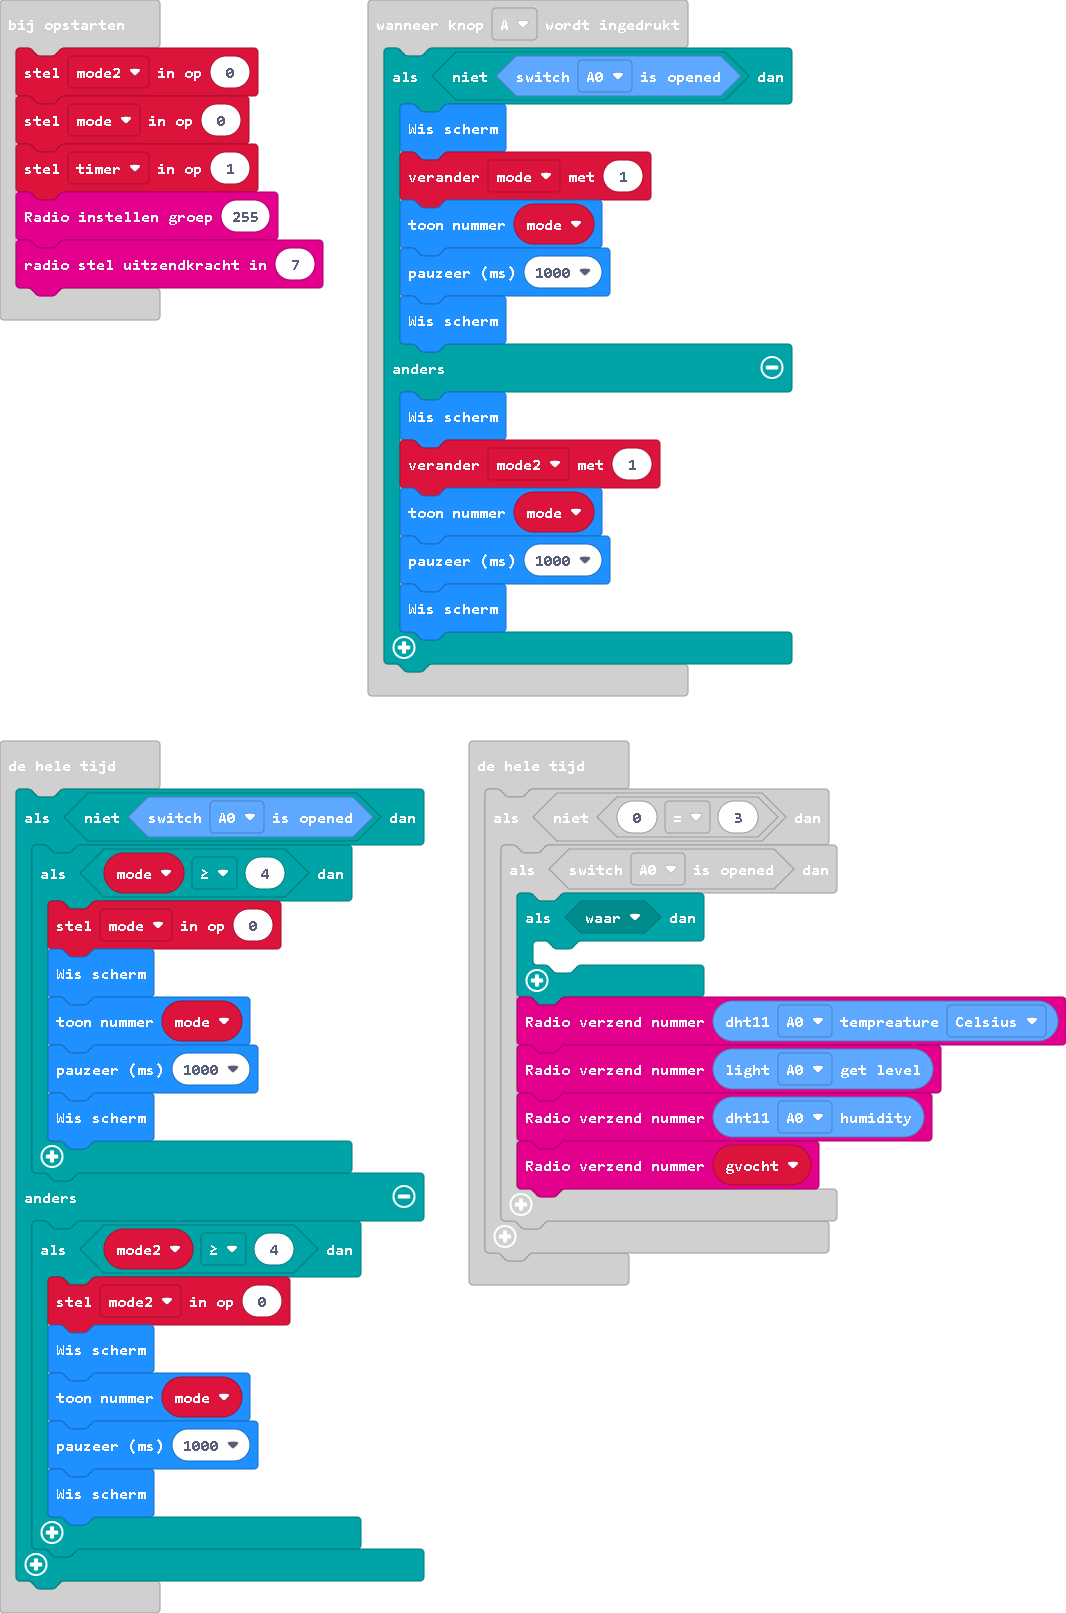 bij opstarten
stel mode2 in op 0
stel mode in op 0
stel timer in op 1
Radio instellen groep 255
radio stel uitzendkracht in 7
wanneer knop A wordt ingedrukt
als niet switch A0 is opened dan
Wis scherm
verander mode met 1
toon nummer mode
pauzeer (ms) 1000
Wis scherm
anders
Wis scherm
verander mode2 met 1
toon nummer mode
pauzeer (ms) 1000
Wis scherm
de hele tijd
als niet switch A0 is opened dan
als mode ≥ 4 dan
stel mode in op 0
Wis scherm
toon nummer mode
pauzeer (ms) 1000
Wis scherm
anders
als mode2 ≥ 4 dan
stel mode2 in op 0
Wis scherm
toon nummer mode
pauzeer (ms) 1000
Wis scherm
de hele tijd
als niet 0 = 3 dan
als switch A0 is opened dan
als waar dan
Radio verzend nummer dht11 A0 tempreature Celsius
Radio verzend nummer light A0 get level
Radio verzend nummer dht11 A0 humidity
Radio verzend nummer gvocht